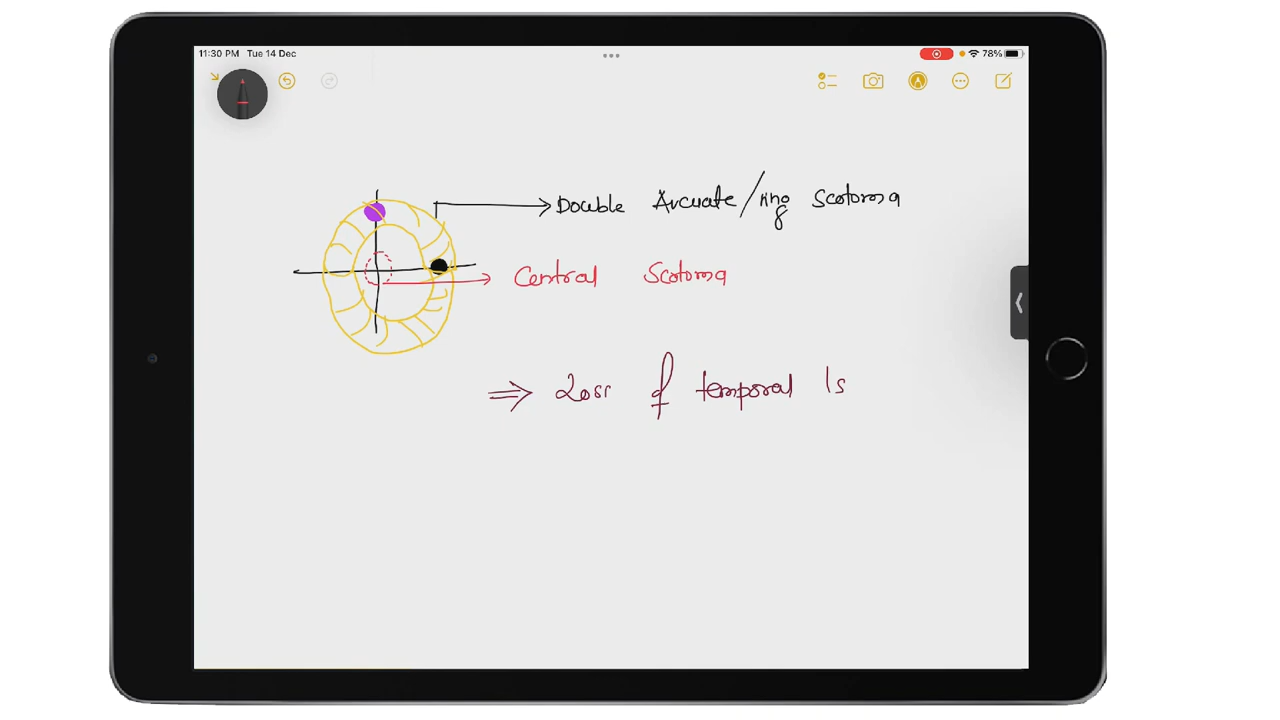 11:30 PM Tue 14 Dec
78%
Double Arcuate/Ring Scotoma
Central Scotoma
⇒ Loss of temporal Is